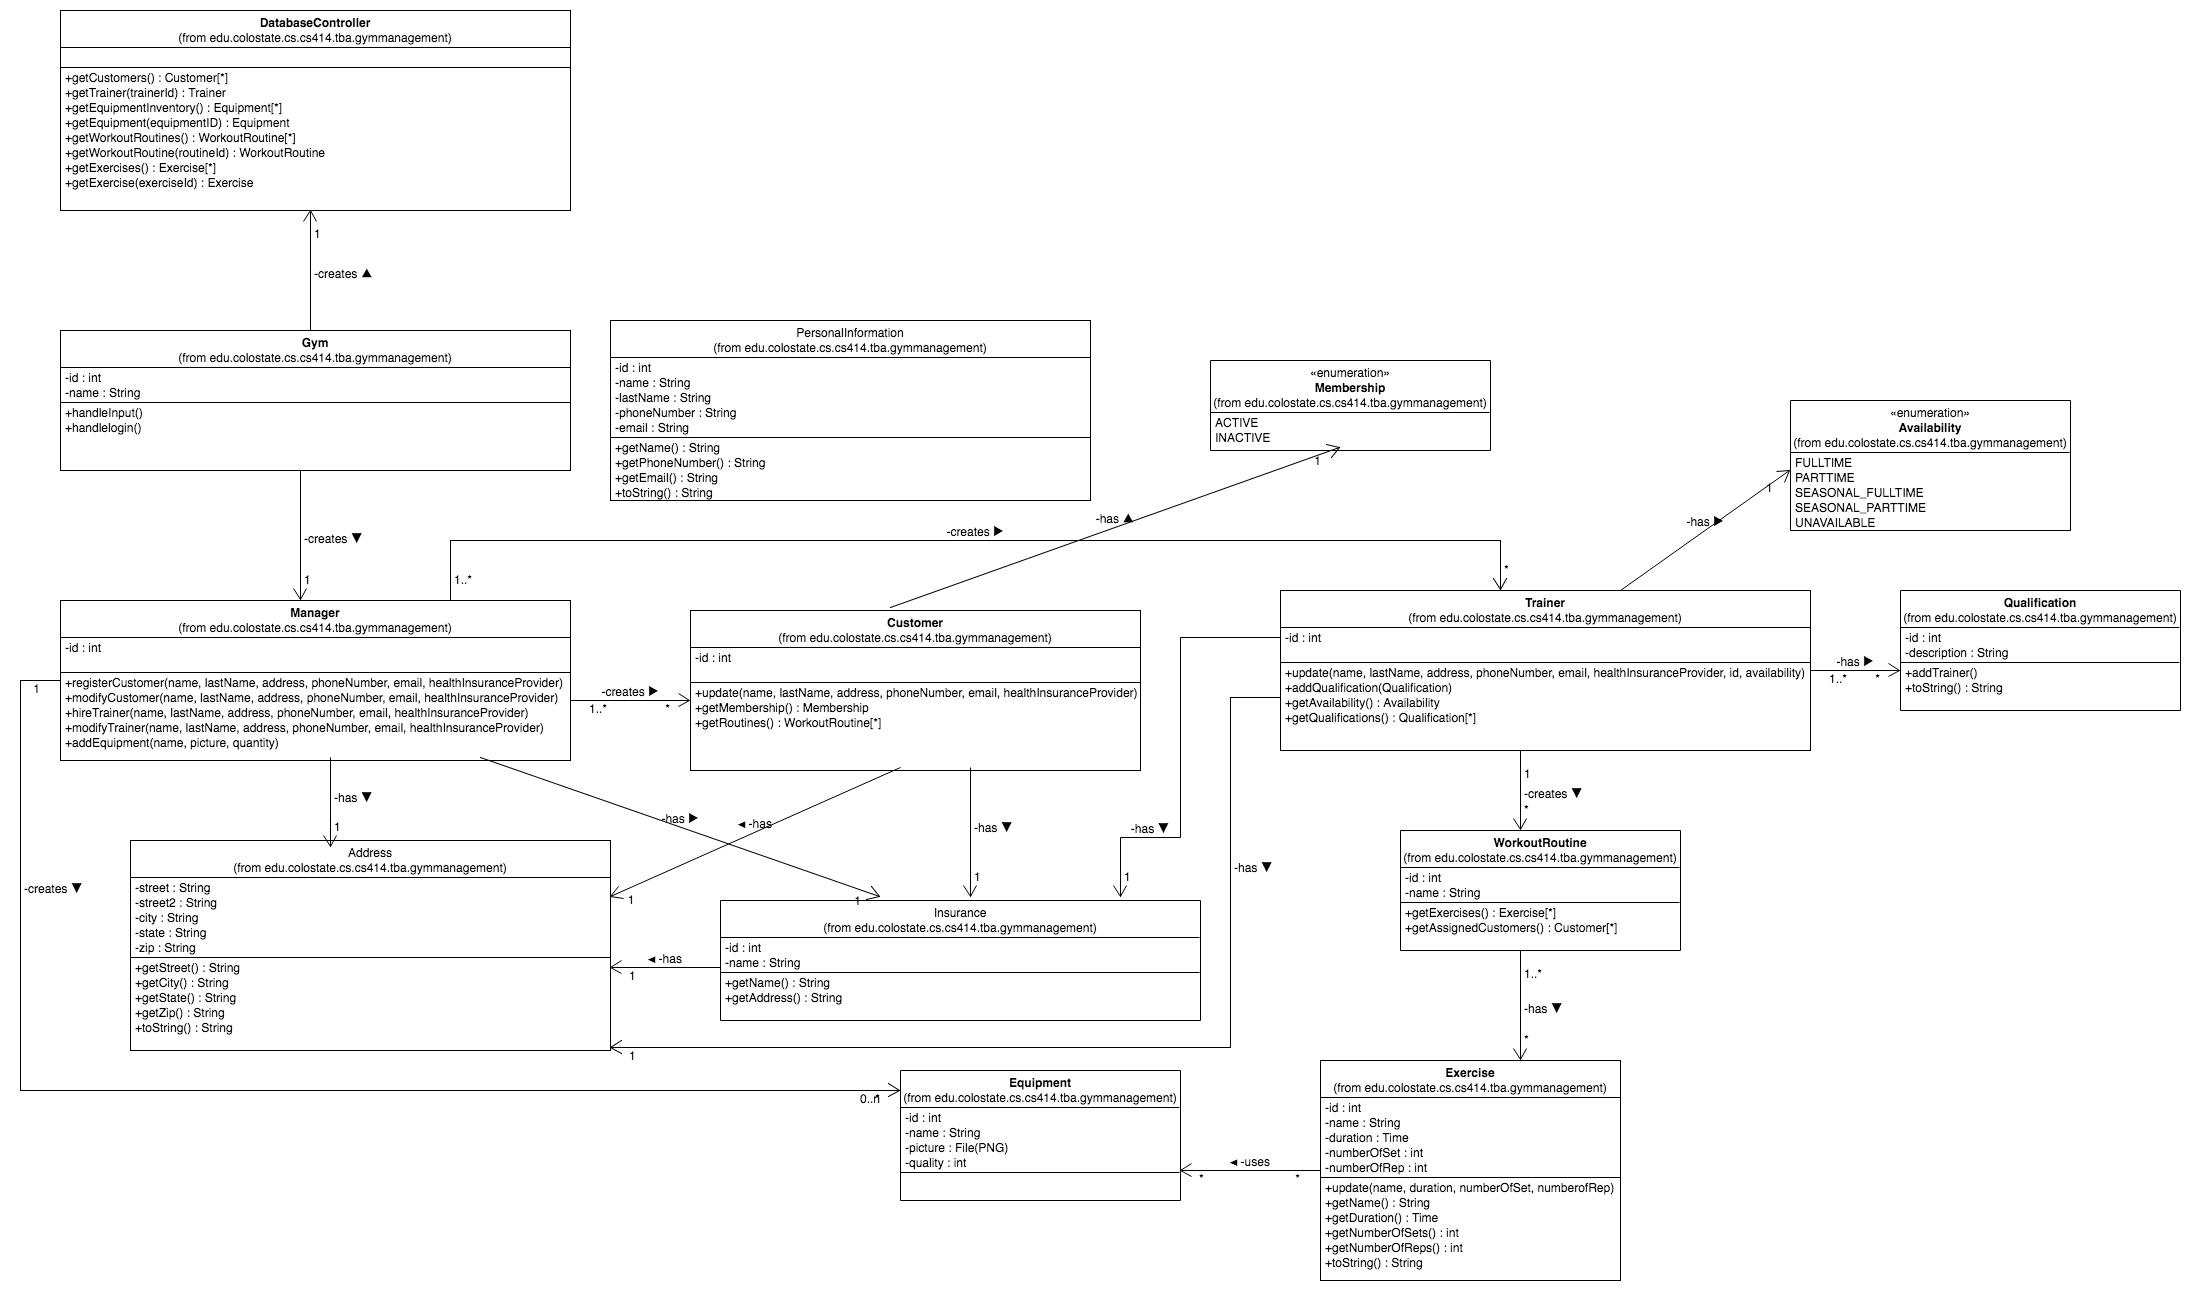 DatabaseController
(from edu.colostate.cs.cs414.tba.gymmanagement)
+getCustomers() : Customer[*]
+getTrainer(trainerId) : Trainer
+getEquipmentInventory() : Equipment[*]
+getEquipment(equipmentID) : Equipment
+getWorkoutRoutines() : WorkoutRoutine[*]
+getWorkoutRoutine(routineId) : WorkoutRoutine
+getExercises() : Exercise[*]
+getExercise(exerciseId) : Exercise
1
-creates ▲
Gym
(from edu.colostate.cs.cs414.tba.gymmanagement)
-id : int
-name : String
+handleInput()
+handlelogin()
PersonalInformation
(from edu.colostate.cs.cs414.tba.gymmanagement)
-id : int
-name : String
-lastName : String
-phoneNumber : String
-email : String
+getName() : String
+getPhoneNumber() : String
+getEmail() : String
+toString() : String
«enumeration»
Membership
(from edu.colostate.cs.cs414.tba.gymmanagement)
ACTIVE
INACTIVE
1
-has ▲
«enumeration»
Availability
(from edu.colostate.cs.cs414.tba.gymmanagement)
FULLTIME
PARTTIME
SEASONAL_FULLTIME
SEASONAL_PARTTIME
UNAVAILABLE
1
-has ▶
-creates ▼
1
-creates ▶
1..*
*
Manager
(from edu.colostate.cs.cs414.tba.gymmanagement)
-id : int
+registerCustomer(name, lastName, address, phoneNumber, email, healthInsuranceProvider)
+modifyCustomer(name, lastName, address, phoneNumber, email, healthInsuranceProvider)
+hireTrainer(name, lastName, address, phoneNumber, email, healthInsuranceProvider)
+modifyTrainer(name, lastName, address, phoneNumber, email, healthInsuranceProvider)
+addEquipment(name, picture, quantity)
-creates ▶
1..*
*
Customer
(from edu.colostate.cs.cs414.tba.gymmanagement)
-id : int
+update(name, lastName, address, phoneNumber, email, healthInsuranceProvider)
+getMembership() : Membership
+getRoutines() : WorkoutRoutine[*]
Trainer
(from edu.colostate.cs.cs414.tba.gymmanagement)
-id : int
+update(name, lastName, address, phoneNumber, email, healthInsuranceProvider, id, availability)
+addQualification(Qualification)
+getAvailability() : Availability
+getQualifications() : Qualification[*]
-has ▶
1..*
*
Qualification
(from edu.colostate.cs.cs414.tba.gymmanagement)
-id : int
-description : String
+addTrainer()
+toString() : String
1
-creates ▼
-has ▼
1
-has ▶
1
◀ -has
1
-has ▼
1
-has ▼
1
-has ▼
1
1
-creates ▼
*
Address
(from edu.colostate.cs.cs414.tba.gymmanagement)
-street : String
-street2 : String
-city : String
-state : String
-zip : String
+getStreet() : String
+getCity() : String
+getState() : String
+getZip() : String
+toString() : String
Insurance
(from edu.colostate.cs.cs414.tba.gymmanagement)
-id : int
-name : String
+getName() : String
+getAddress() : String
◀ -has
1
WorkoutRoutine
(from edu.colostate.cs.cs414.tba.gymmanagement)
-id : int
-name : String
+getExercises() : Exercise[*]
+getAssignedCustomers() : Customer[*]
1..*
-has ▼
*
0..n
Equipment
(from edu.colostate.cs.cs414.tba.gymmanagement)
-id : int
-name : String
-picture : File(PNG)
-quality : int
◀ -uses
*
*
Exercise
(from edu.colostate.cs.cs414.tba.gymmanagement)
-id : int
-name : String
-duration : Time
-numberOfSet : int
-numberOfRep : int
+update(name, duration, numberOfSet, numberofRep)
+getName() : String
+getDuration() : Time
+getNumberOfSets() : int
+getNumberOfReps() : int
+toString() : String